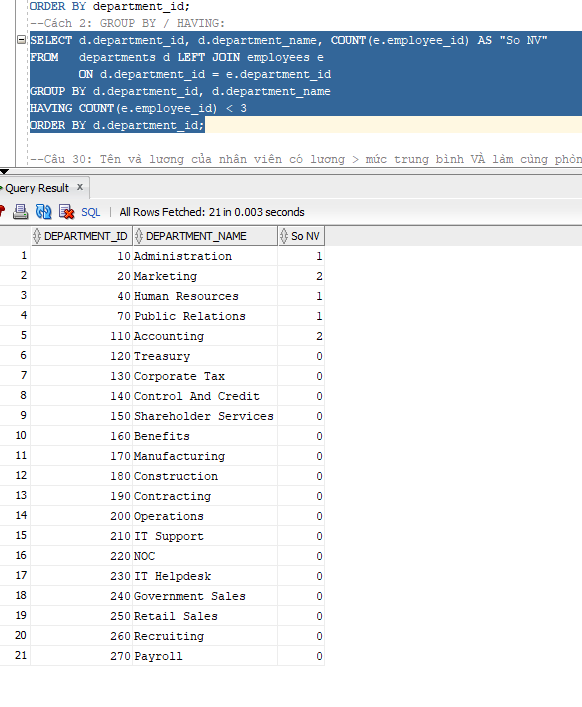 ORDER BY department_id;
--Cách 2: GROUP BY / HAVING:
SELECT d.department_id, d.department_name, COUNT(e.employee_id) AS "So NV"
FROM departments d LEFT JOIN employees e
ON d.department_id = e.department_id
GROUP BY d.department_id, d.department_name
HAVING COUNT(e.employee_id) < 3
ORDER BY d.department_id;
--Câu 30: Tên và lương của nhân viên có lương > mức trung bình VÀ làm cùng phòn
Query Result x
SQL | All Rows Fetched: 21 in 0.003 seconds
DEPARTMENT_ID DEPARTMENT_NAME So NV
1 10 Administration 1
2 20 Marketing 2
3 40 Human Resources 1
4 70 Public Relations 1
5 110 Accounting 2
6 120 Treasury 0
7 130 Corporate Tax 0
8 140 Control And Credit 0
9 150 Shareholder Services 0
10 160 Benefits 0
11 170 Manufacturing 0
12 180 Construction 0
13 190 Contracting 0
14 200 Operations 0
15 210 IT Support 0
16 220 NOC 0
17 230 IT Helpdesk 0
18 240 Government Sales 0
19 250 Retail Sales 0
20 260 Recruiting 0
21 270 Payroll 0